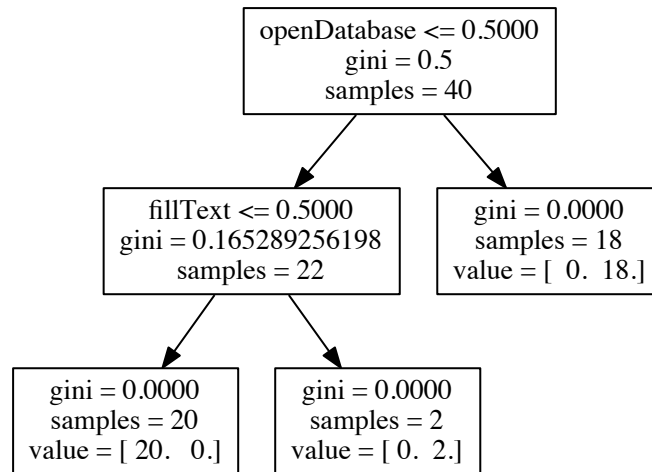 openDatabase <= 0.5000
gini = 0.5
samples = 40
fillText <= 0.5000
gini = 0.165289256198
samples = 22
gini = 0.0000
samples = 18
value = [  0.  18.]
gini = 0.0000
samples = 20
value = [ 20.   0.]
gini = 0.0000
samples = 2
value = [ 0.  2.]